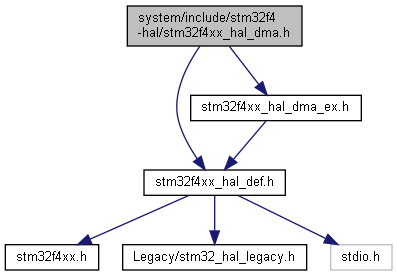 system/include/stm32f4
-hal/stm32f4xx_hal_dma.h
stm32f4xx_hal_dma_ex.h
stm32f4xx_hal_def.h
stm32f4xx.h
Legacy/stm32_hal_legacy.h
stdio.h